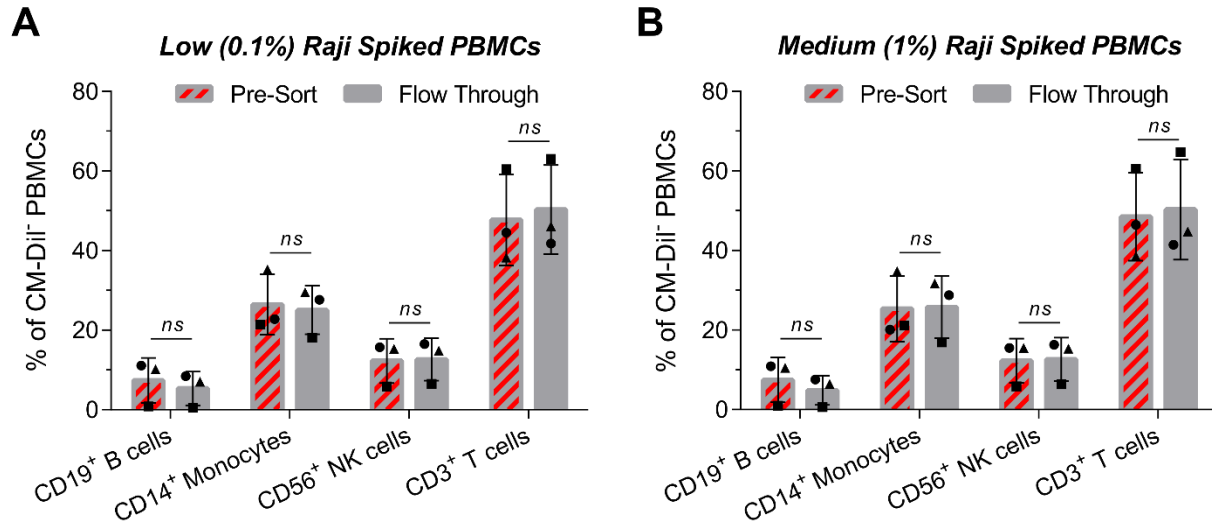 A
Low (0.1%) Raji Spiked PBMCs
Pre-Sort
Flow Through
% of CM-DiI⁻ PBMCs
80
60
40
20
0
ns
ns
ns
ns
CD19⁺ B cells
CD14⁺ Monocytes
CD56⁺ NK cells
CD3⁺ T cells
B
Medium (1%) Raji Spiked PBMCs
Pre-Sort
Flow Through
% of CM-DiI⁻ PBMCs
80
60
40
20
0
ns
ns
ns
ns
CD19⁺ B cells
CD14⁺ Monocytes
CD56⁺ NK cells
CD3⁺ T cells